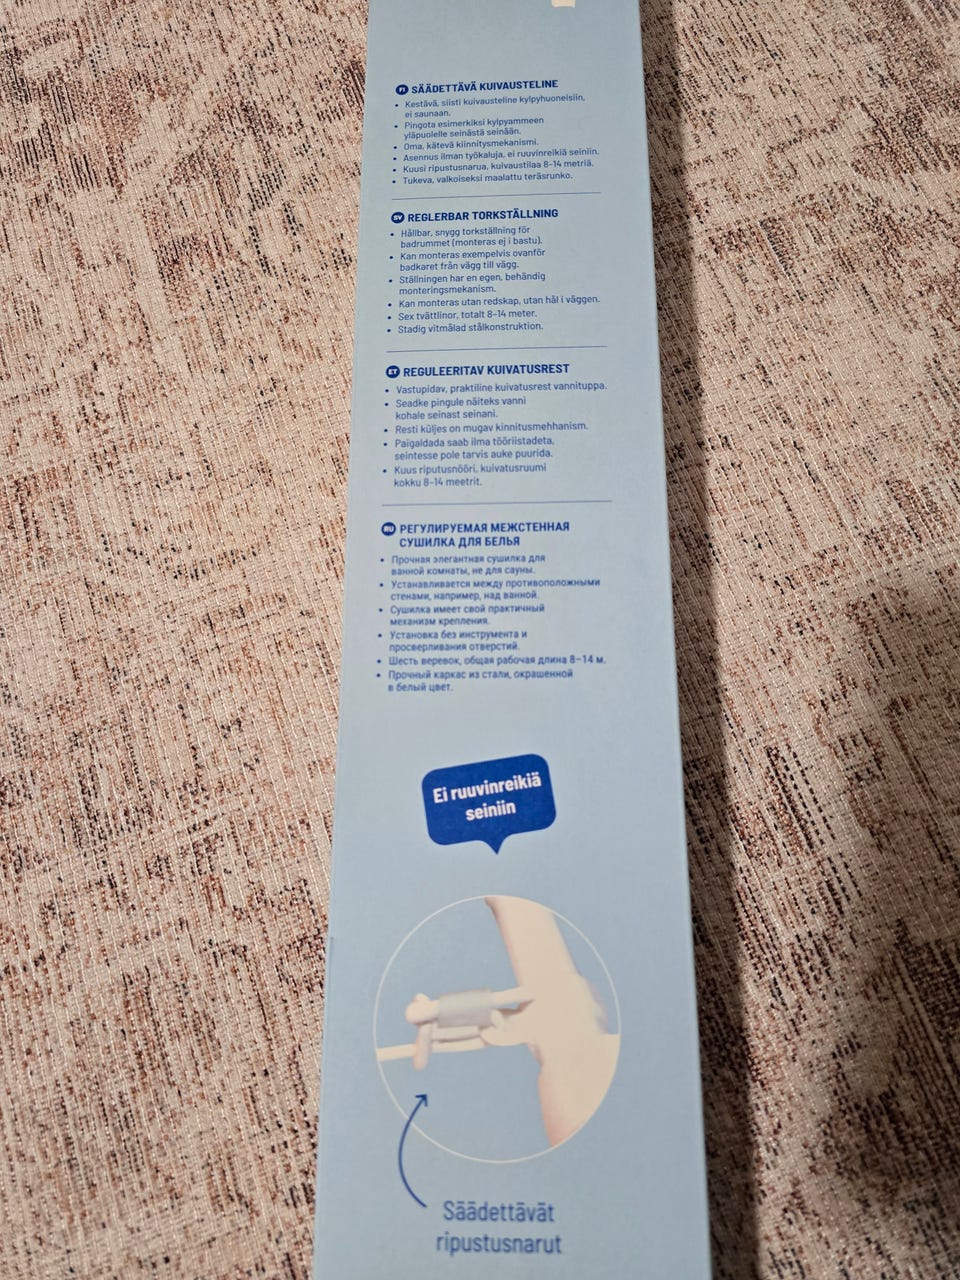 FI SÄÄDETTÄVÄ KUIVAUSTELINE
• Kestävä, siisti kuivausteline kylpyhuoneisiin,
ei saunaan.
• Pingota esimerkiksi kylpyammeen
yläpuolelle seinästä seinään.
• Oma, kätevä kiinnitysmekanismi.
• Asennus ilman työkaluja, ei ruuvinreikiä seiniin.
• Kuusi ripustusnarua, kuivaustilaa 8-14 metriä.
• Tukeva, valkoiseksi maalattu teräsrunko.
SV REGLERBAR TORKSTÄLLNING
• Hållbar, snygg torkställning för
badrummet (monteras ej i bastu).
• Kan monteras exempelvis ovanför
badkaret från vägg till vägg.
• Ställningen har en egen, behändig
monteringsmekanism.
• Kan monteras utan redskap, utan hål i väggen.
• Sex tvättlinor, totalt 8-14 meter.
• Stadig vitmålad stålkonstruktion.
ET REGULEERITAV KUIVATUSREST
• Vastupidav, praktiline kuivatusrest vannituppa.
• Seadke pingule näiteks vanni
kohale seinast seinani.
• Resti küljes on mugav kinnitusmehhanism.
• Paigaldada saab ilma tööriistadeta,
seintesse pole tarvis auke puurida.
• Kuus riputusnööri, kuivatusruumi
kokku 8-14 meetrit.
RU РЕГУЛИРУЕМАЯ МЕЖСТЕННАЯ
СУШИЛКА ДЛЯ БЕЛЬЯ
• Прочная элегантная сушилка для
ванной комнаты, не для сауны.
• Устанавливается между противоположными
стенами, например, над ванной.
• Сушилка имеет свой практичный
механизм крепления.
• Установка без инструмента и
просверливания отверстий.
• Шесть веревок, общая рабочая длина 8-14 м.
• Прочный каркас из стали, окрашенной
в белый цвет.
Ei ruuvinreikiä
seiniin
Säädettävät
ripustusnarut